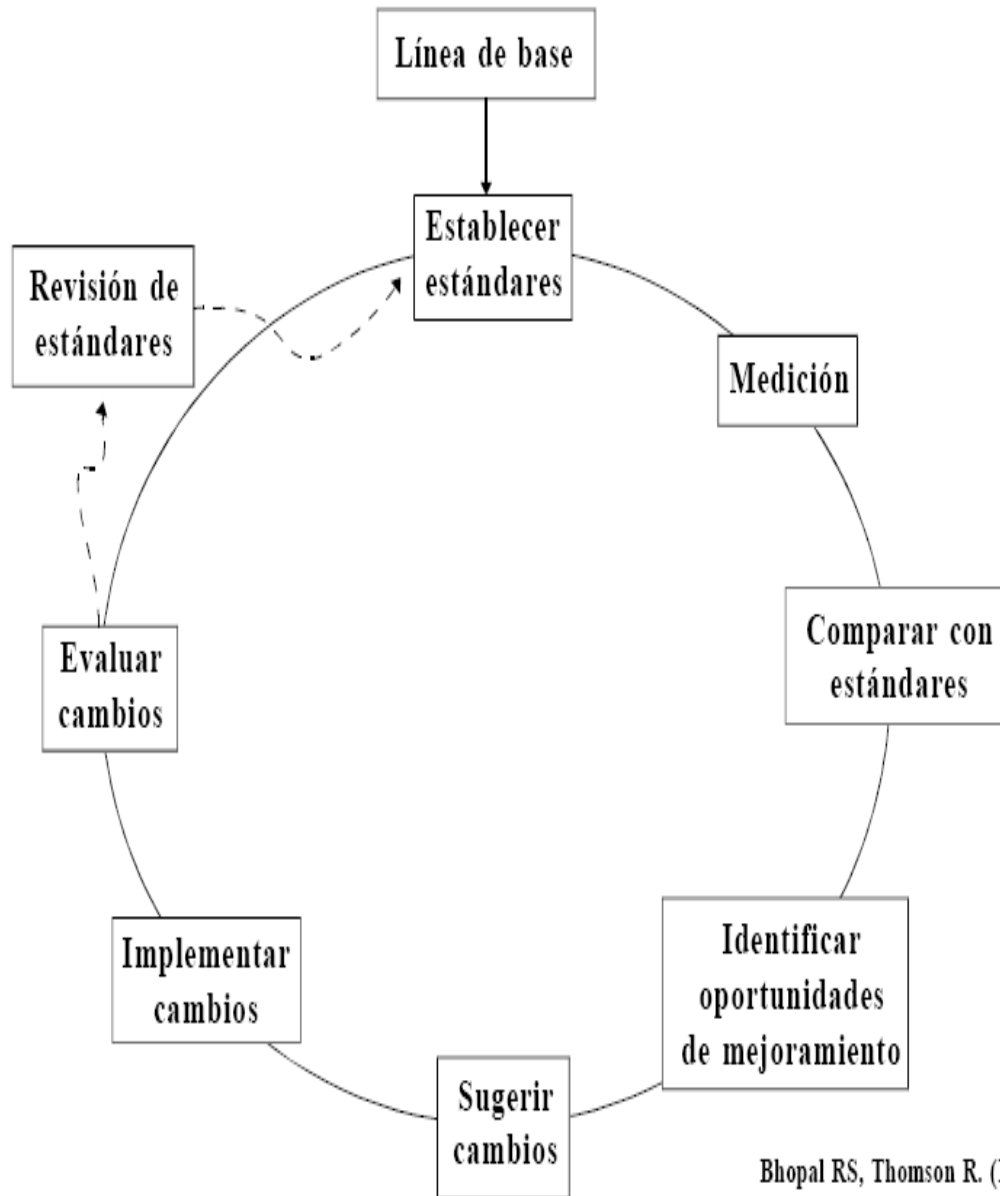 Línea de base
Establecer
estándares
Revisión de
estándares
Medición
Comparar con
estándares
Evaluar
cambios
Identificar
oportunidades
de mejoramiento
Implementar
cambios
Sugerir
cambios
Bhopal RS, Thomson R. (